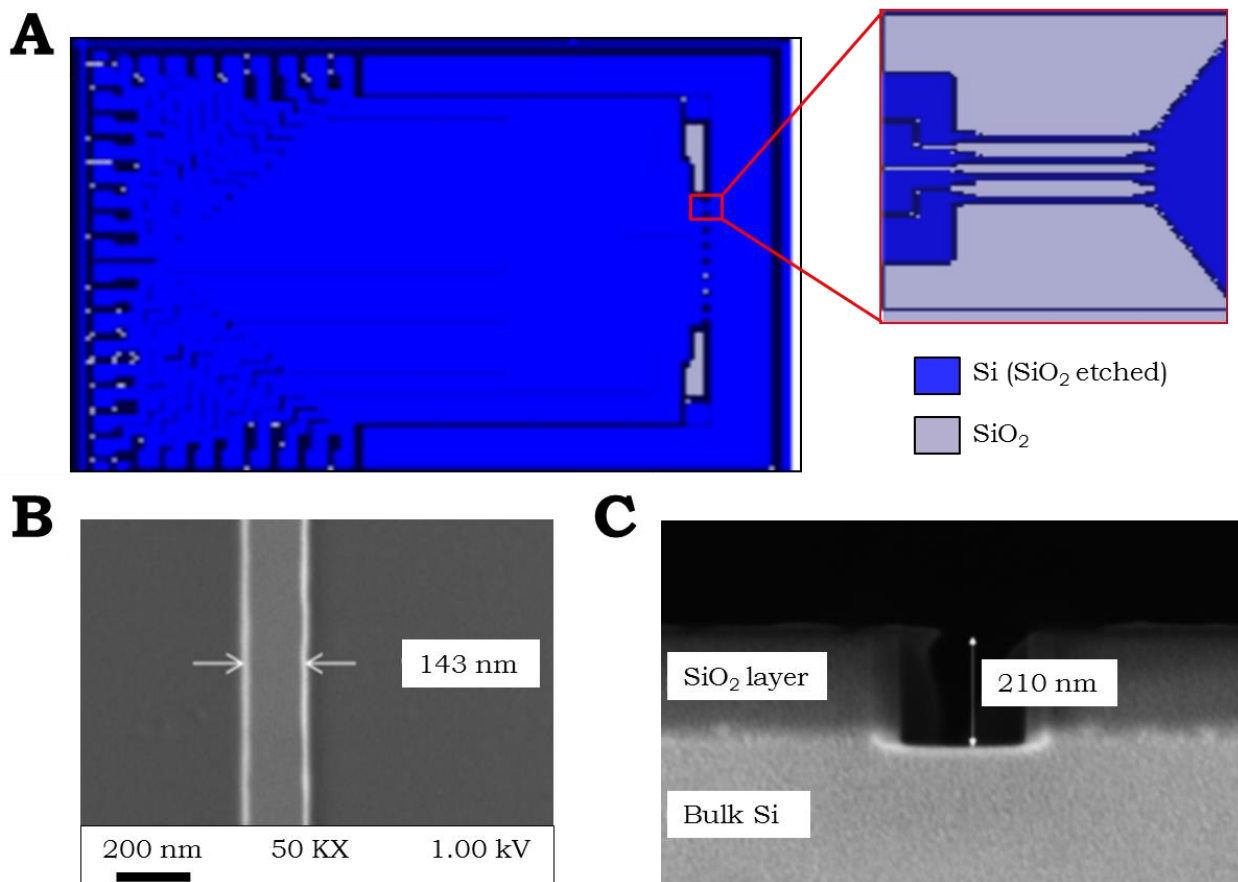 A
Si (SiO₂ etched)
SiO₂
B
143 nm
200 nm 50 KX 1.00 kV
C
SiO₂ layer
210 nm
Bulk Si